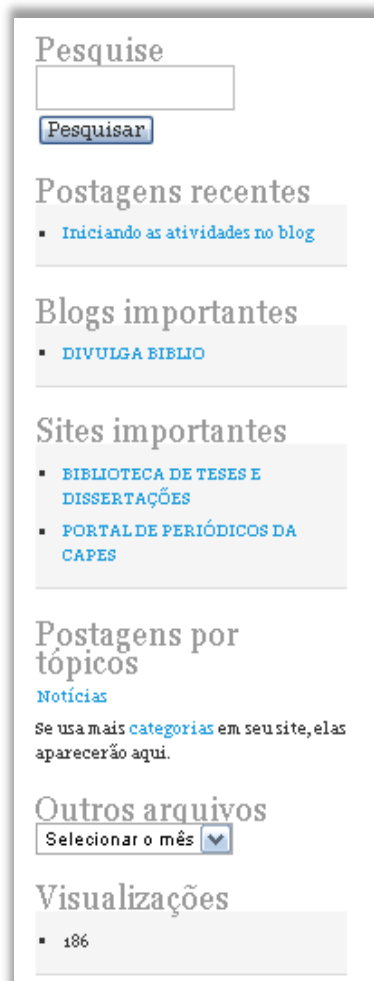 Pesquise
Pesquisar
Postagens recentes
Iniciando as atividades no blog
Blogs importantes
DIVULGA BIBLIO
Sites importantes
BIBLIOTECA DE TESES E
DISSERTAÇÕES
PORTAL DE PERIÓDICOS DA
CAPES
Postagens por
tópicos
Notícias
Se usa mais categorias em seu site, elas
aparecerão aqui.
Outros arquivos
Selecionar o mês
Visualizações
186